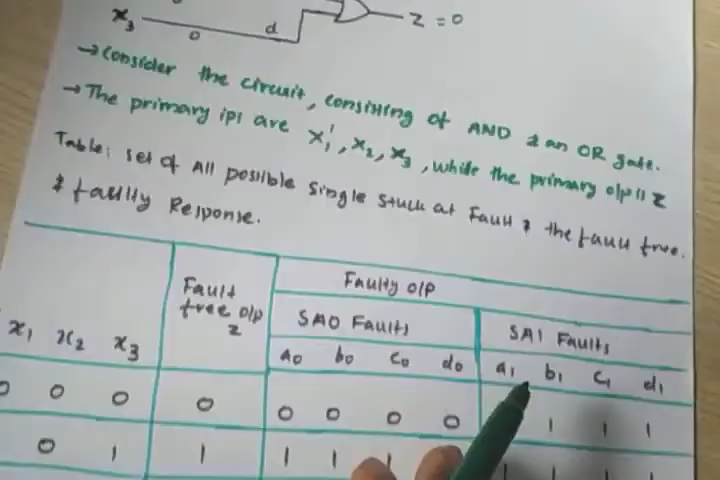 x3 0 d z = 0
→ Consider the circuit, consisting of AND & an OR gate.
→ The primary ip1 are x1', x2, x3, while the primary o/p is z
Table: set of All possible single stuck at Fault & the fault free.
& faulty Response.
Faulty o/p
Fault
free o/p
z
SA0 Faults SA1 Faults
x1 x2 x3 a0 b0 c0 d0 a1 b1 c1 d1
0 0 0 0 0 0 0 0 1 1 1
0 1 1 1 1 1